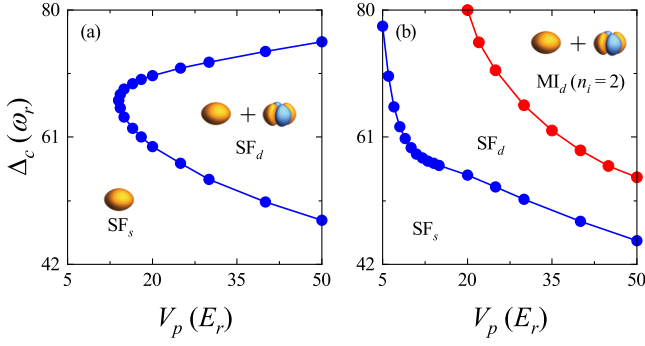 80
61
42
Δc (ωr)
(a)
+
SFd
SFs
5
20
35
50
Vp (Er)
80
61
42
(b)
+
MId (ni = 2)
SFd
SFs
5
20
35
50
Vp (Er)